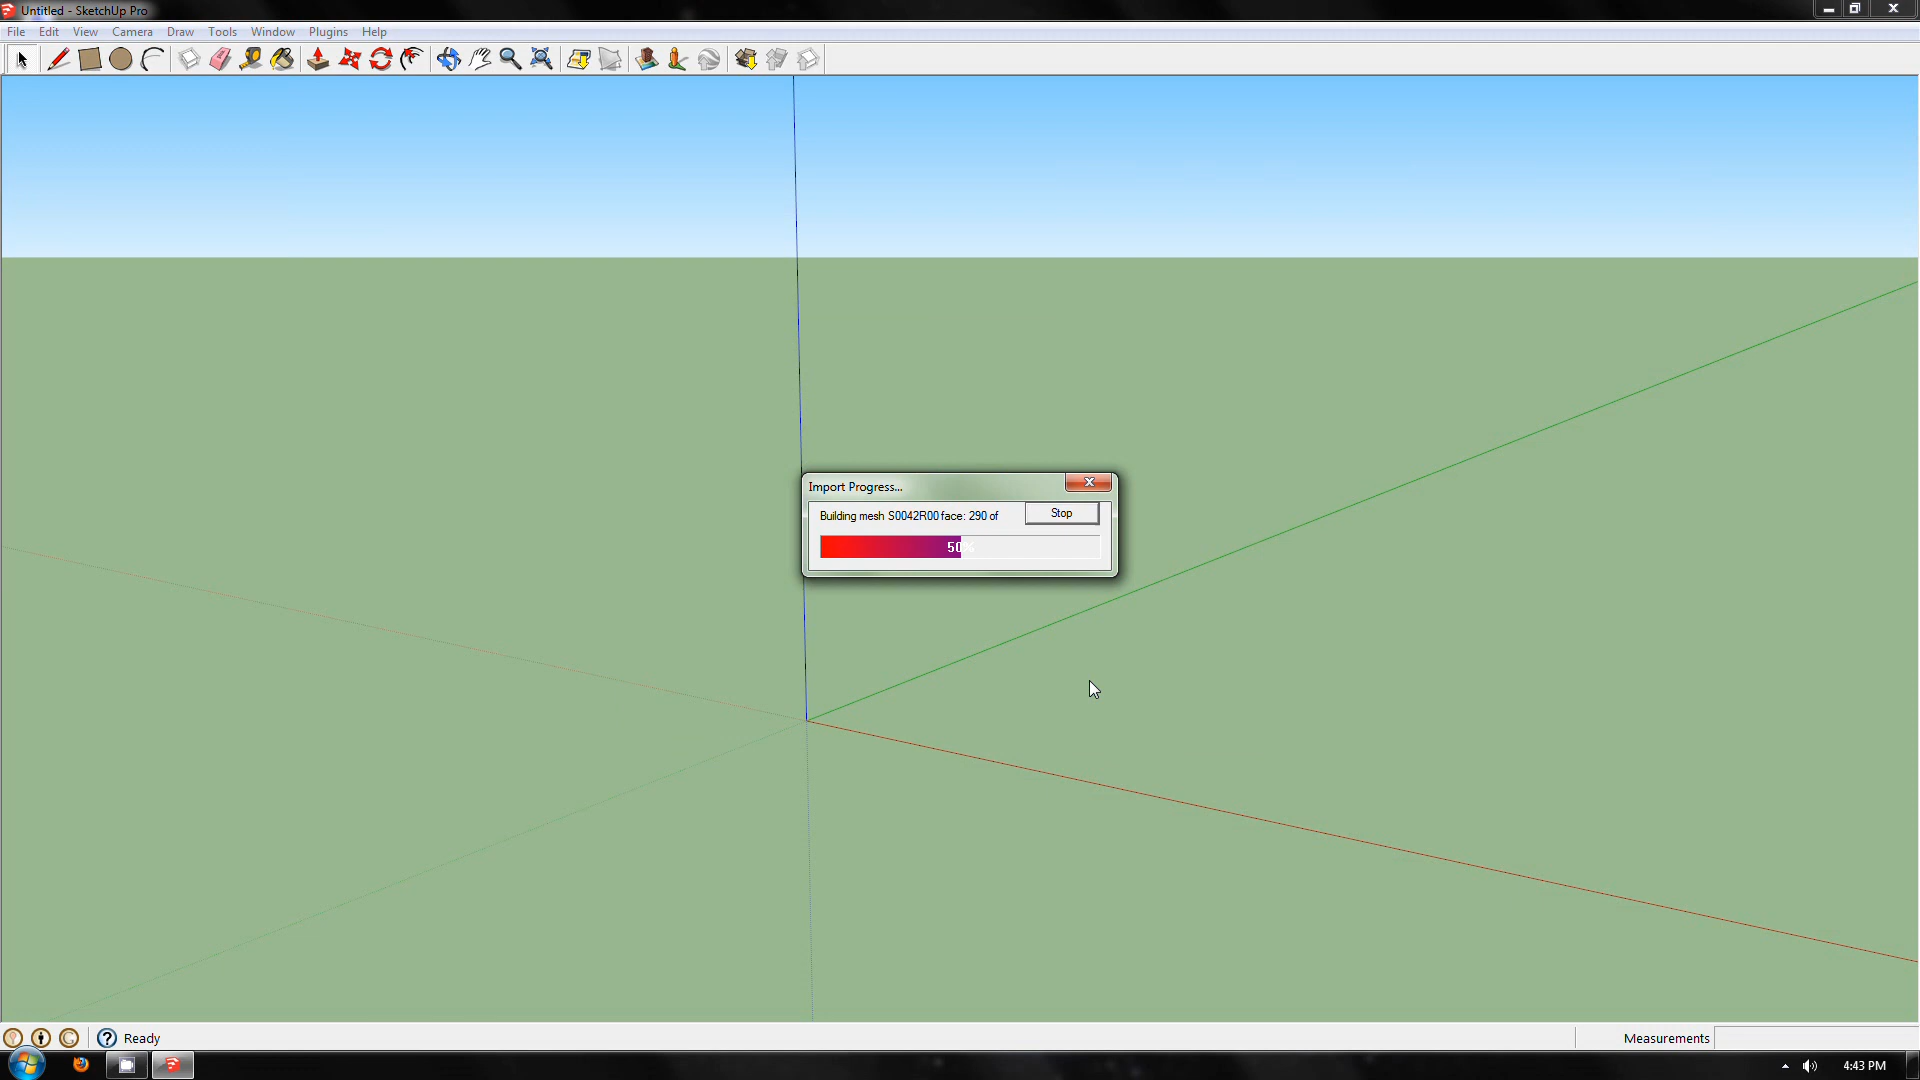 Untitled - SketchUp Pro
File Edit View Camera Draw Tools Window Plugins Help
Import Progress...
Building mesh S0042R00 face: 290 of
Stop
50%
Ready
Measurements
4:43 PM